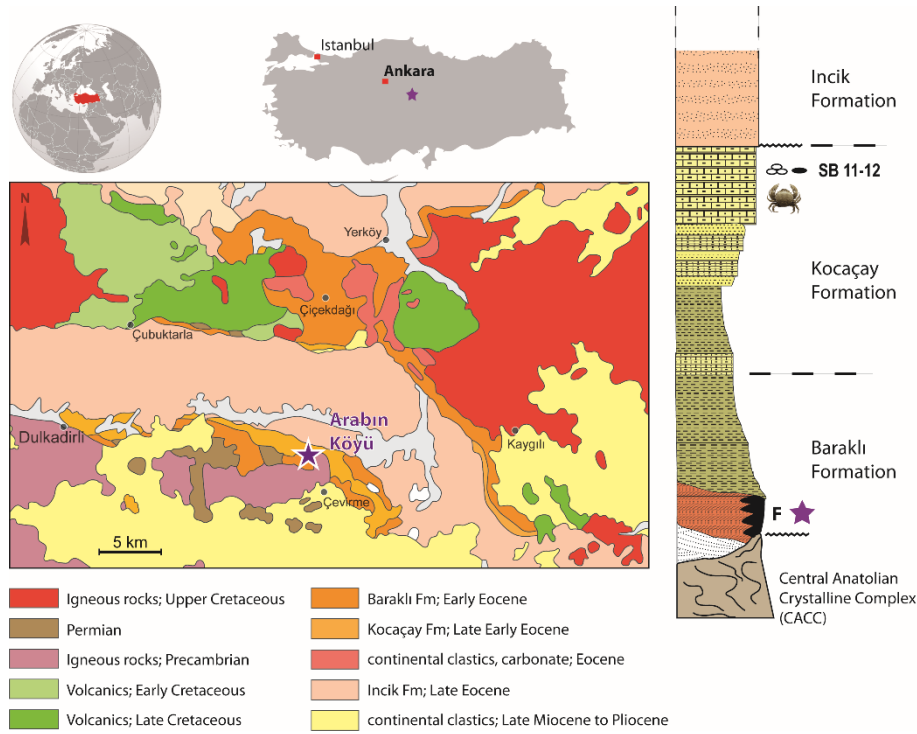 Istanbul
Ankara
N
Yerköy
Çiçekdağı
Çubuktarla
Arabın
Köyü
Dulkadirli
Kaygılı
Çevirme
5 km
Igneous rocks; Upper Cretaceous
Permian
Igneous rocks; Precambrian
Volcanics; Early Cretaceous
Volcanics; Late Cretaceous
Baraklı Fm; Early Eocene
Kocaçay Fm; Late Early Eocene
continental clastics, carbonate; Eocene
Incik Fm; Late Eocene
continental clastics; Late Miocene to Pliocene
Incik
Formation
SB 11-12
Kocaçay
Formation
Baraklı
Formation
F
Central Anatolian
Crystalline Complex
(CACC)